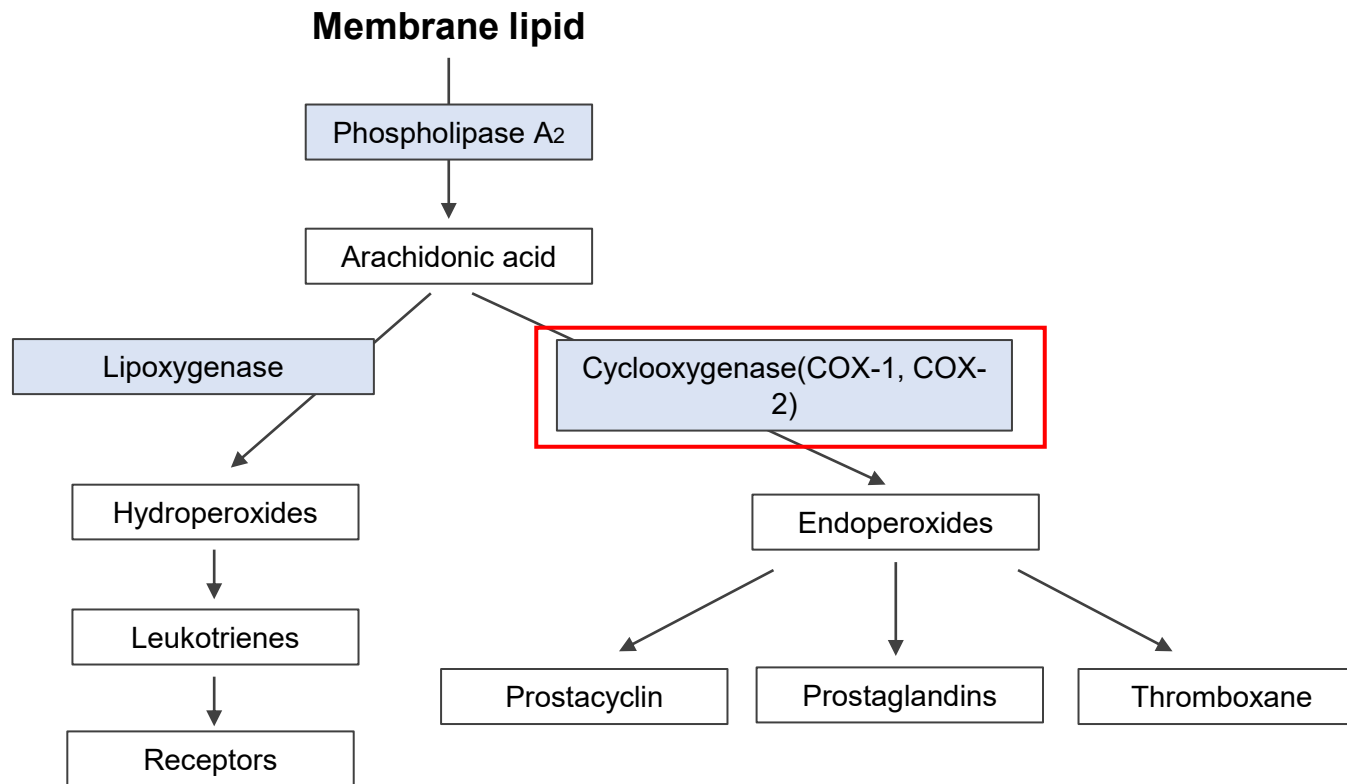 Membrane lipid
Phospholipase A2
Arachidonic acid
Lipoxygenase
Cyclooxygenase(COX-1, COX-
2)
Hydroperoxides
Endoperoxides
Leukotrienes
Prostacyclin
Prostaglandins
Thromboxane
Receptors